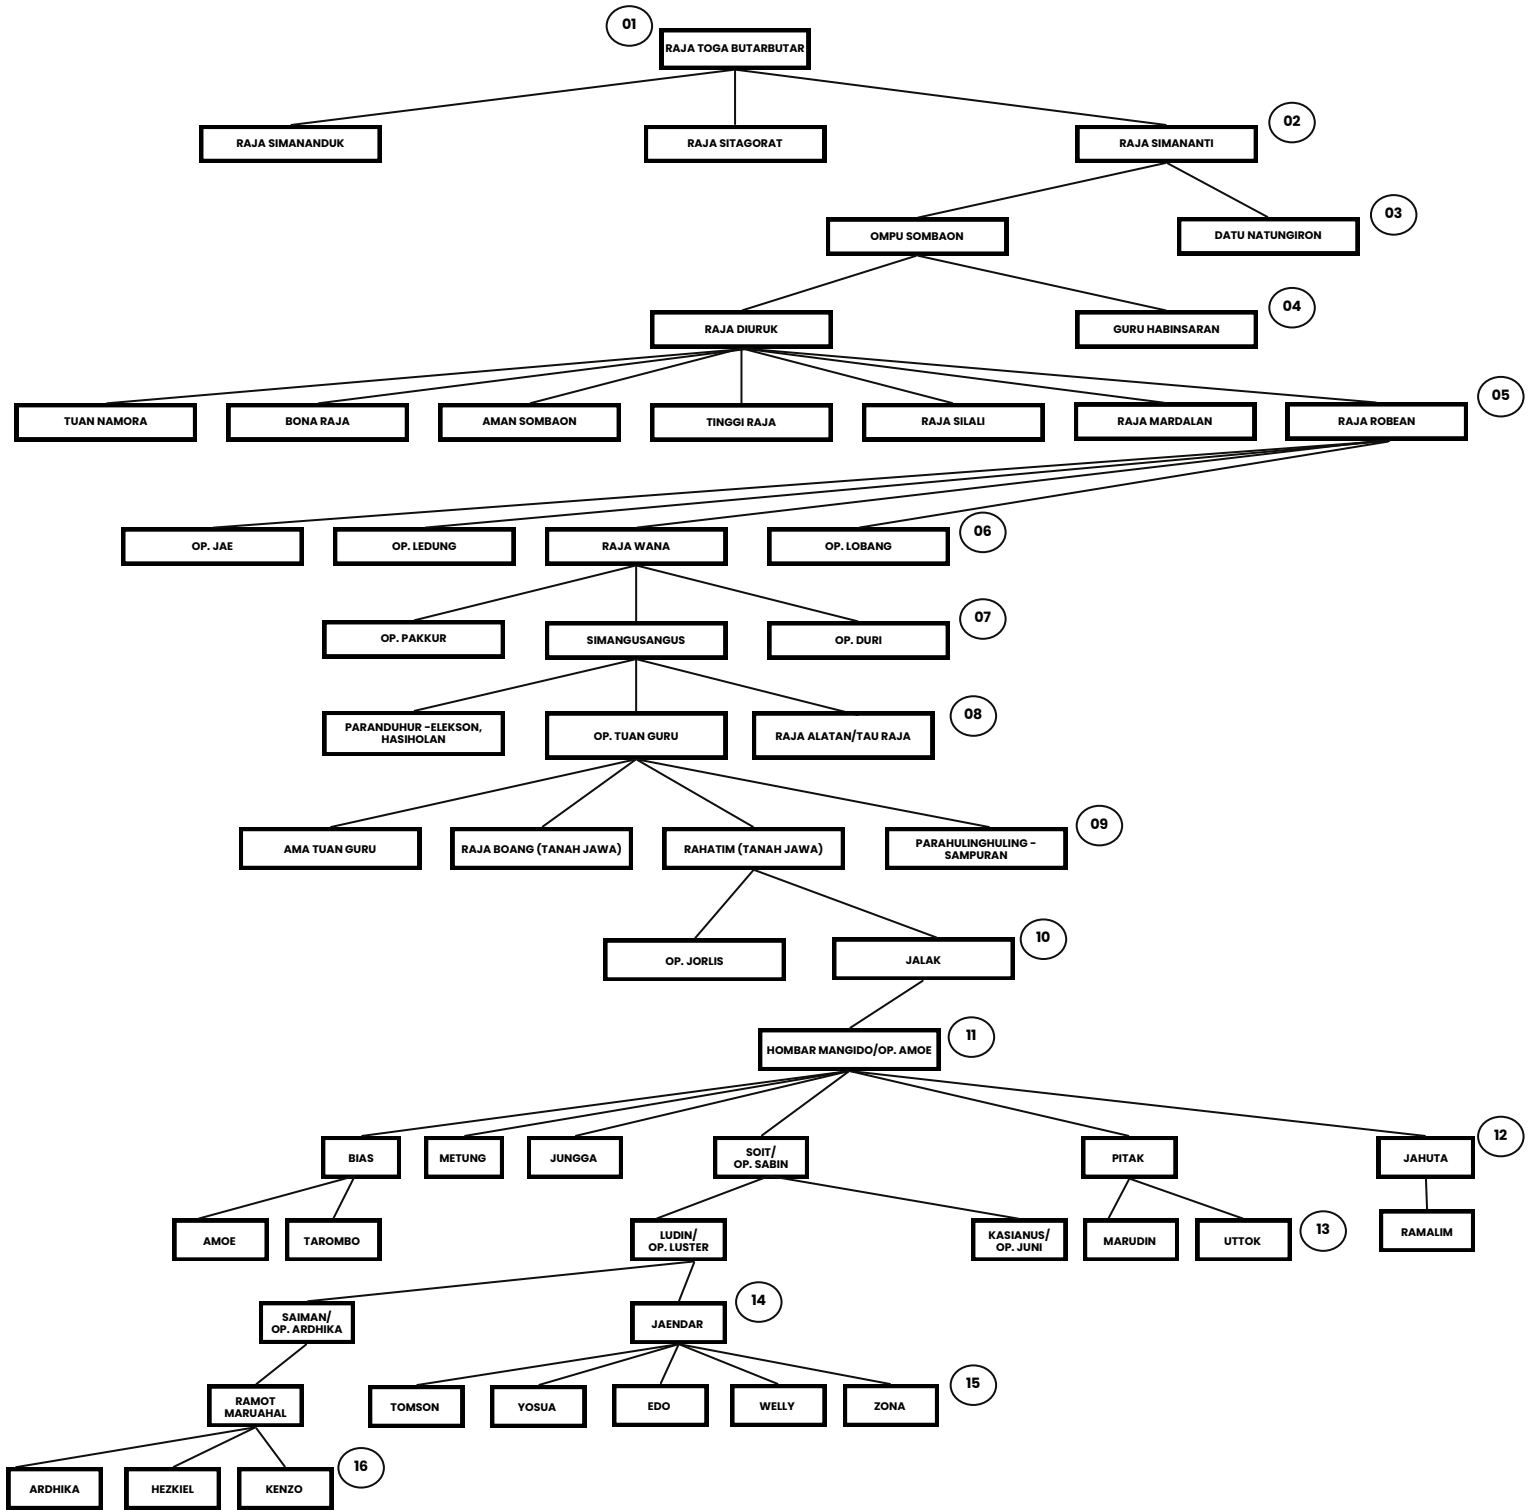 01
RAJA TOGA BUTARBUTAR
RAJA SIMANANDUK
RAJA SITAGORAT
RAJA SIMANANTI
02
OMPU SOMBAON
DATU NATUNGIRON
03
RAJA DIURUK
GURU HABINSARAN
04
TUAN NAMORA
BONA RAJA
AMAN SOMBAON
TINGGI RAJA
RAJA SILALI
RAJA MARDALAN
RAJA ROBEAN
05
OP. JAE
OP. LEDUNG
RAJA WANA
OP. LOBANG
06
OP. PAKKUR
SIMANGUSANGUS
OP. DURI
07
PARANDUHUR -ELEKSON,
HASIHOLAN
OP. TUAN GURU
RAJA ALATAN/TAU RAJA
08
AMA TUAN GURU
RAJA BOANG (TANAH JAWA)
RAHATIM (TANAH JAWA)
PARAHULINGHULING -
SAMPURAN
09
OP. JORLIS
JALAK
10
HOMBAR MANGIDO/OP. AMOE
11
BIAS
METUNG
JUNGGA
SOIT/
OP. SABIN
PITAK
JAHUTA
12
AMOE
TAROMBO
LUDIN/
OP. LUSTER
KASIANUS/
OP. JUNI
MARUDIN
UTTOK
13
RAMALIM
SAIMAN/
OP. ARDHIKA
JAENDAR
14
RAMOT
MARUAHAL
TOMSON
YOSUA
EDO
WELLY
ZONA
15
ARDHIKA
HEZKIEL
KENZO
16